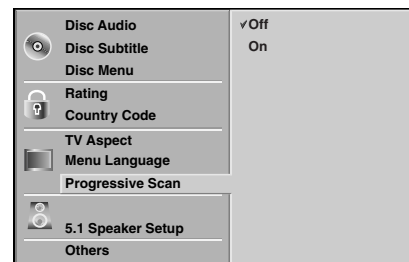 Disc Audio
Disc Subtitle
Disc Menu
Rating
Country Code
TV Aspect
Menu Language
Progressive Scan
5.1 Speaker Setup
Others
✓Off
On